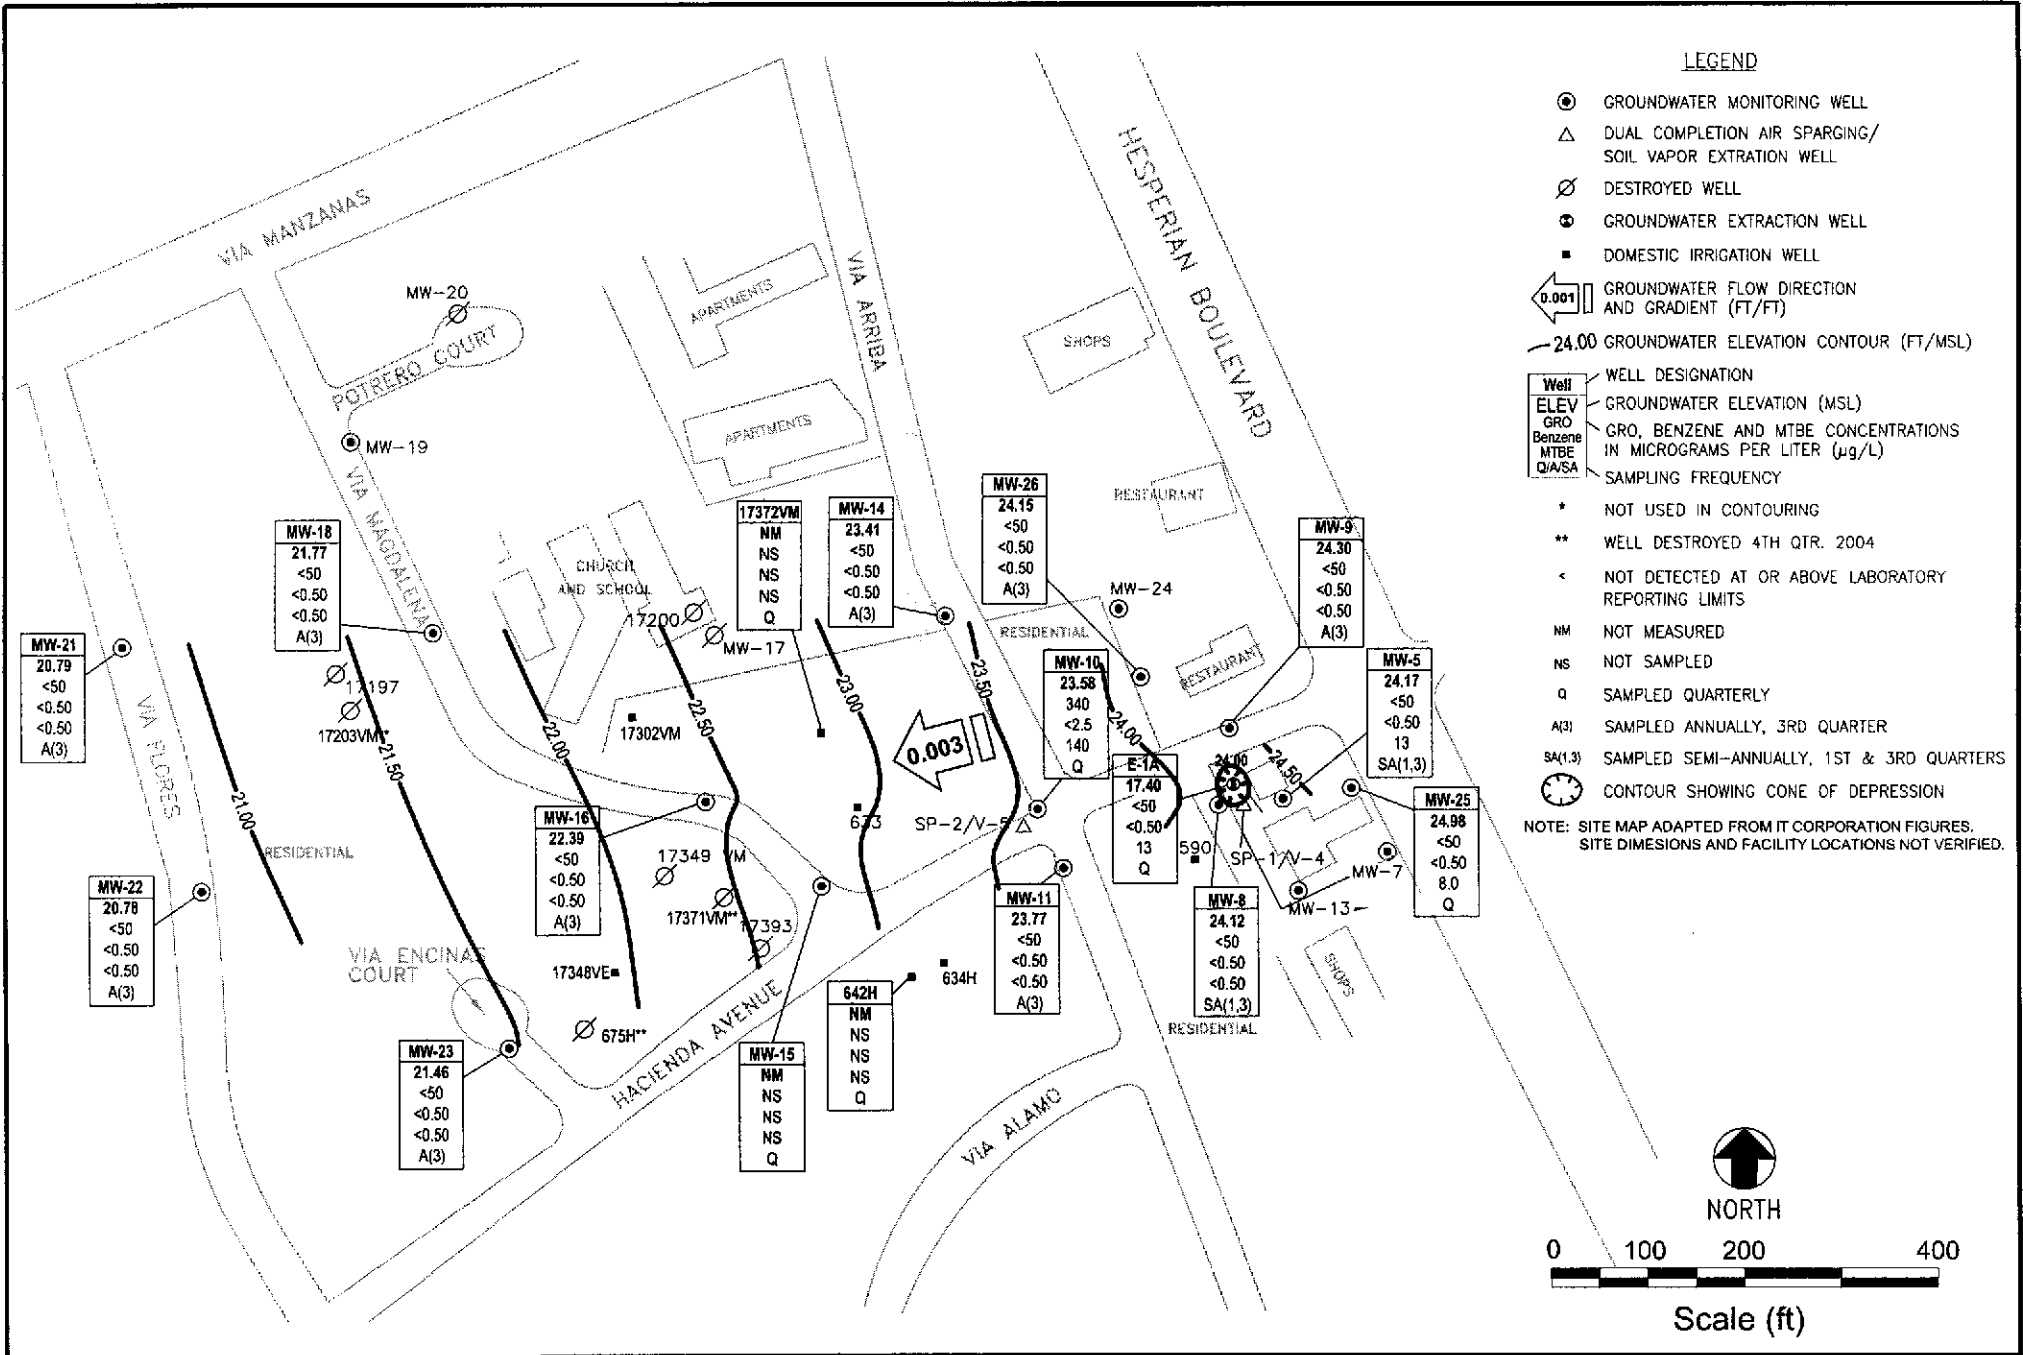 LEGEND
GROUNDWATER MONITORING WELL
DUAL COMPLETION AIR SPARGING/
SOIL VAPOR EXTRATION WELL
DESTROYED WELL
GROUNDWATER EXTRACTION WELL
DOMESTIC IRRIGATION WELL
0.001
GROUNDWATER FLOW DIRECTION
AND GRADIENT (FT/FT)
24.00 GROUNDWATER ELEVATION CONTOUR (FT/MSL)
Well
ELEV
GRO
Benzene
MTBE
Q/A/SA
WELL DESIGNATION
GROUNDWATER ELEVATION (MSL)
GRO, BENZENE AND MTBE CONCENTRATIONS
IN MICROGRAMS PER LITER (µg/L)
SAMPLING FREQUENCY
* NOT USED IN CONTOURING
** WELL DESTROYED 4TH QTR. 2004
< NOT DETECTED AT OR ABOVE LABORATORY
REPORTING LIMITS
NM NOT MEASURED
NS NOT SAMPLED
Q SAMPLED QUARTERLY
A(3) SAMPLED ANNUALLY, 3RD QUARTER
SA(1,3) SAMPLED SEMI-ANNUALLY, 1ST & 3RD QUARTERS
CONTOUR SHOWING CONE OF DEPRESSION
NOTE: SITE MAP ADAPTED FROM IT CORPORATION FIGURES.
SITE DIMESIONS AND FACILITY LOCATIONS NOT VERIFIED.
VIA MANZANAS
MW-20
POTRERO COURT
MW-19
VIA MAGDALENA
APARTMENTS
APARTMENTS
VIA ARRIBA
HESPERIAN BOULEVARD
SHOPS
RESTAURANT
MW-18
21.77
<50
<0.50
<0.50
A(3)
CHURCH
AND SCHOOL
17372VM
NM
NS
NS
NS
Q
MW-14
23.41
<50
<0.50
<0.50
A(3)
MW-26
24.15
<50
<0.50
<0.50
A(3)
MW-9
24.30
<50
<0.50
<0.50
A(3)
MW-24
RESIDENTIAL
RESTAURANT
MW-21
20.79
<50
<0.50
<0.50
A(3)
17200
MW-17
17197
17203VM**
VIA FLORES
21.00
21.50
22.00
22.50
23.00
23.50
24.00
24.00
24.50
17302VM
0.003
MW-10
23.58
340
<2.5
140
Q
MW-5
24.17
<50
<0.50
13
SA(1,3)
E-1A
17.40
<50
<0.50
13
Q
MW-25
24.98
<50
<0.50
8.0
Q
RESIDENTIAL
MW-16
22.39
<50
<0.50
<0.50
A(3)
633
SP-2/V-5
590
SP-1/V-4
MW-7
MW-13
17349 VM
17371VM**
17393
MW-22
20.78
<50
<0.50
<0.50
A(3)
MW-11
23.77
<50
<0.50
<0.50
A(3)
MW-8
24.12
<50
<0.50
<0.50
SA(1,3)
VIA ENCINAS
COURT
17348VE
634H
SHOPS
642H
NM
NS
NS
NS
Q
RESIDENTIAL
675H**
HACIENDA AVENUE
MW-23
21.46
<50
<0.50
<0.50
A(3)
MW-15
NM
NS
NS
NS
Q
VIA ALAMO
NORTH
0 100 200 400
Scale (ft)